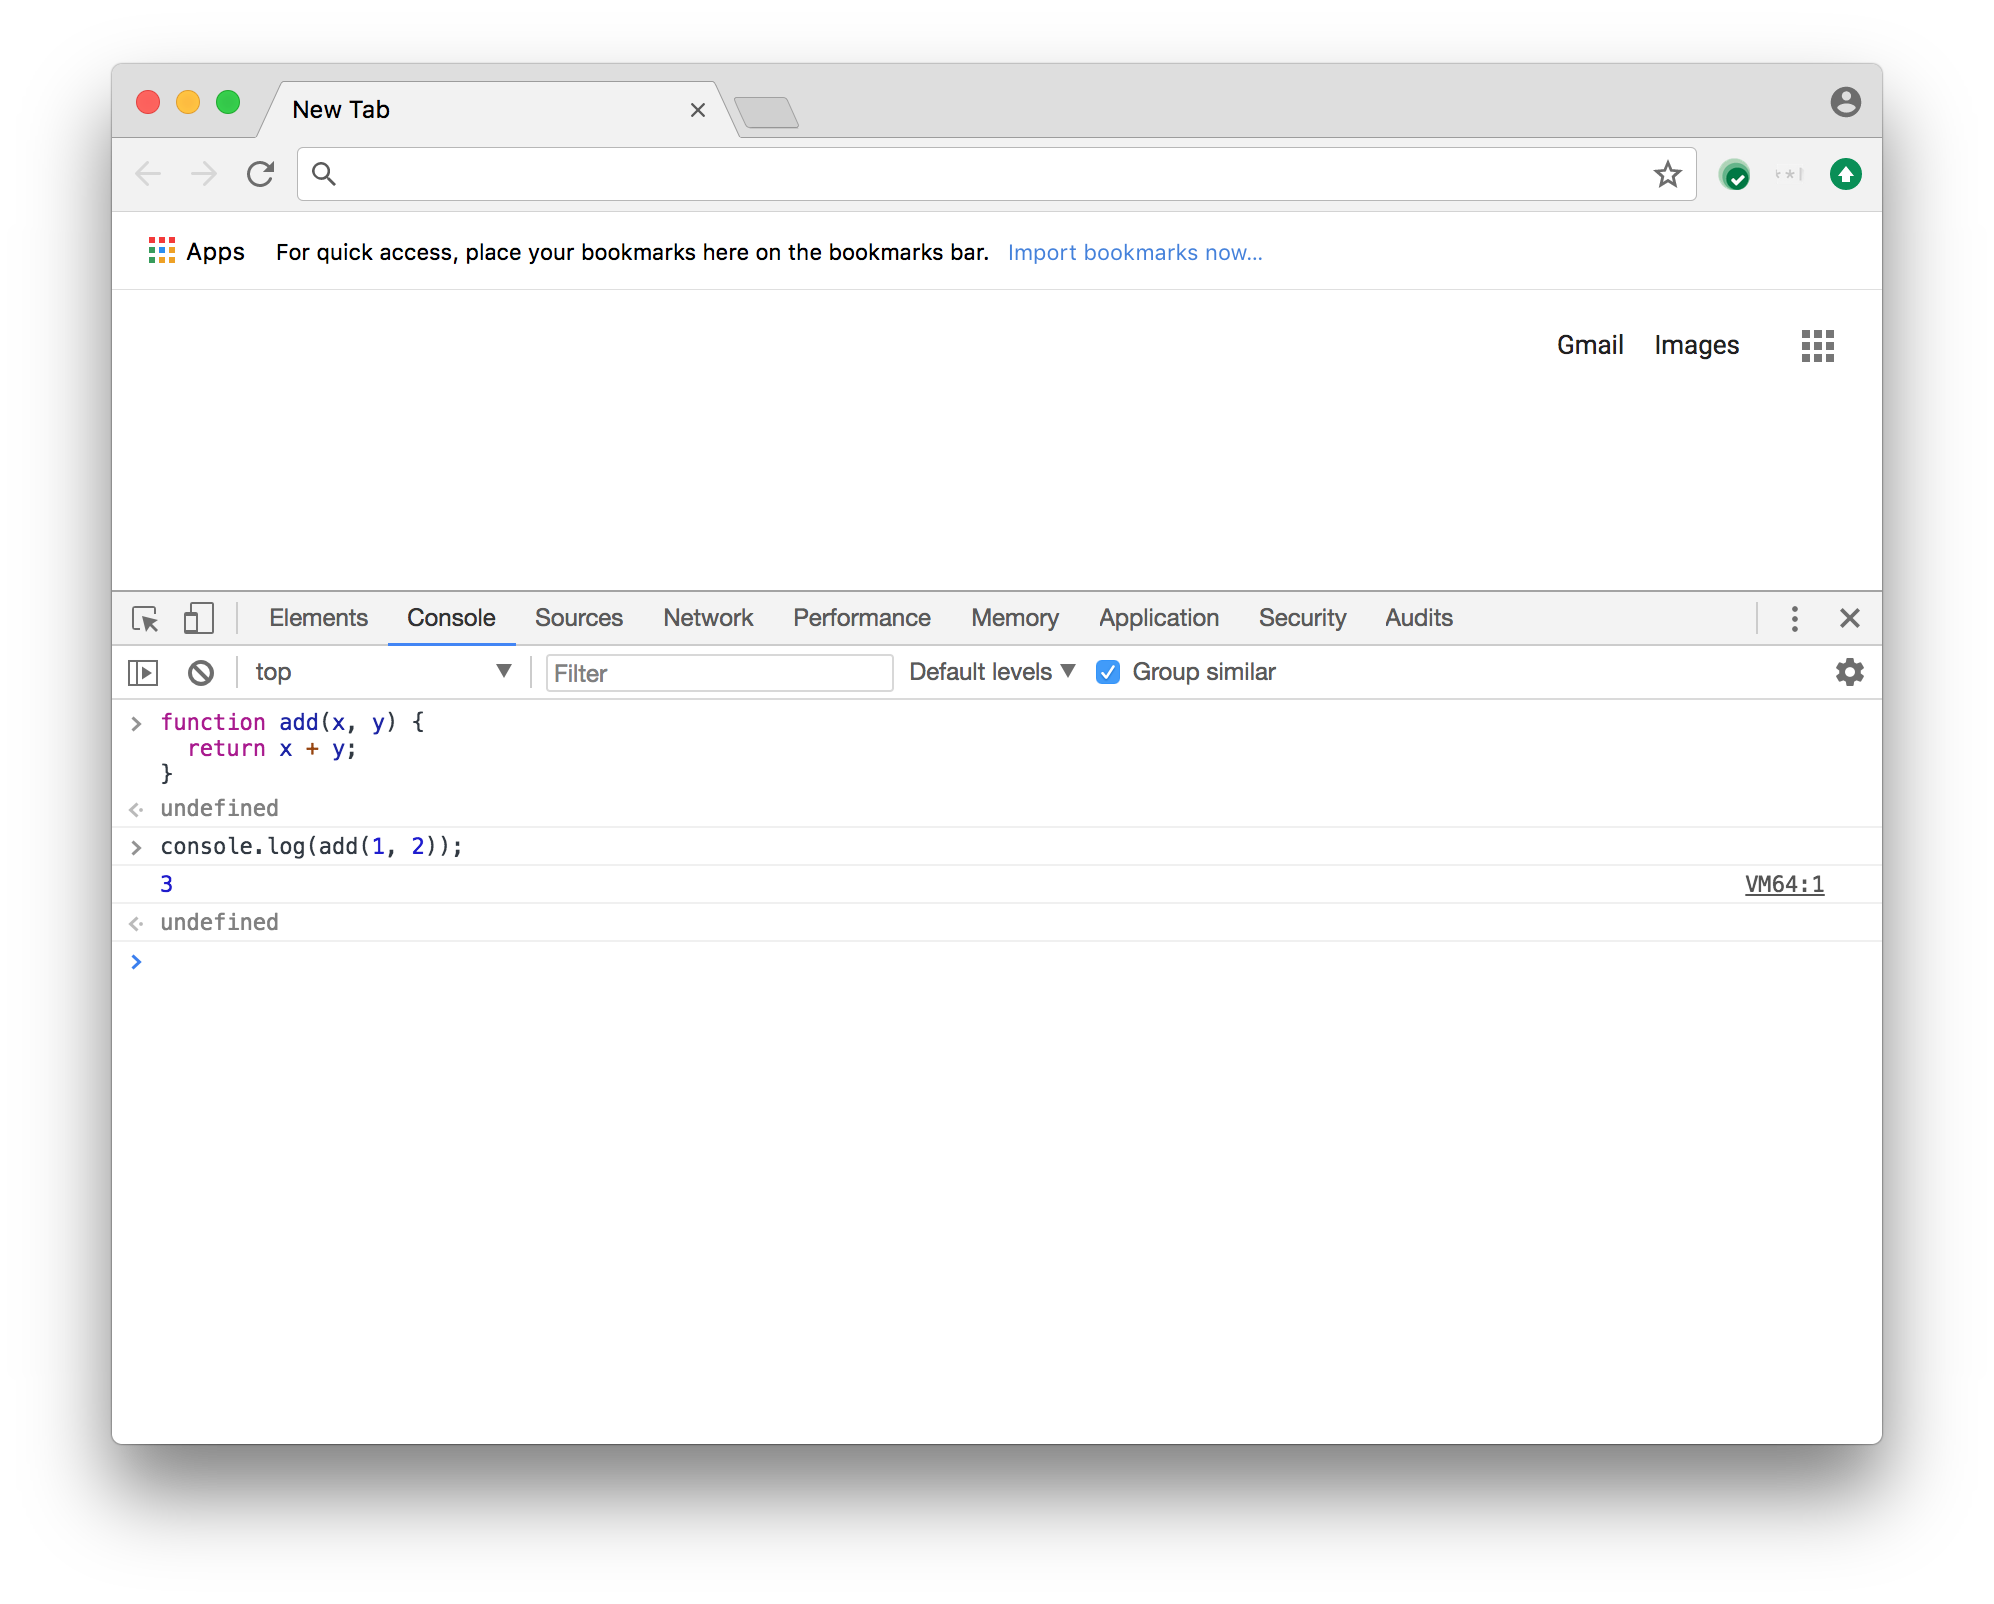 New Tab
Apps For quick access, place your bookmarks here on the bookmarks bar. Import bookmarks now...
Gmail Images
Elements Console Sources Network Performance Memory Application Security Audits
top Filter Default levels Group similar
function add(x, y) {
  return x + y;
}
undefined
console.log(add(1, 2));
3 VM64:1
undefined